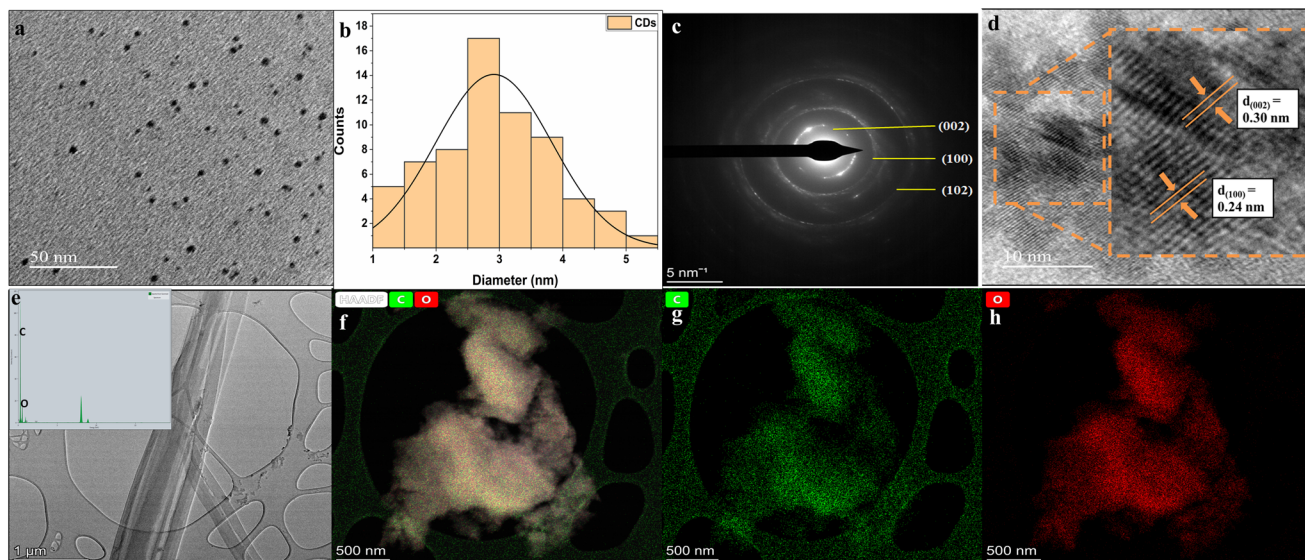 a
50 nm
b
CDs
18
16
14
12
10
8
6
4
2
Counts
1
2
3
4
5
Diameter (nm)
c
(002)
(100)
(102)
5 nm⁻¹
d
d(002) =
0.30 nm
d(100) =
0.24 nm
10 nm
e
C
O
1 µm
HAADF C O
f
500 nm
C
g
500 nm
O
h
500 nm